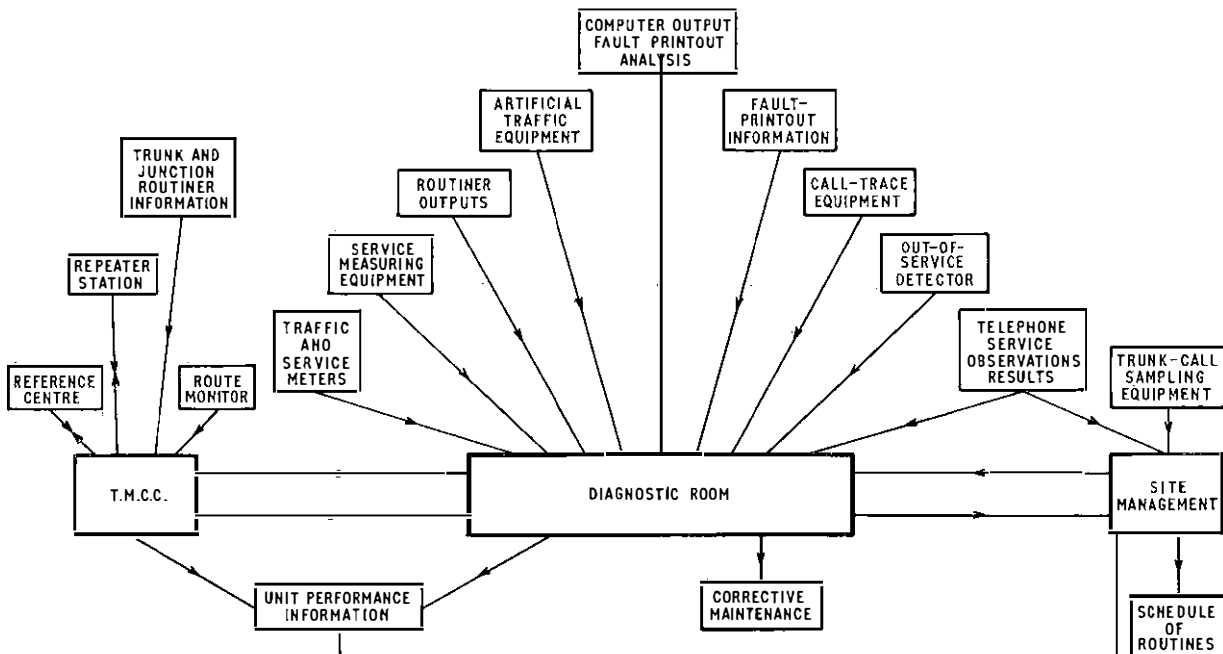 COMPUTER OUTPUT
FAULT PRINTOUT
ANALYSIS
ARTIFICIAL
TRAFFIC
EQUIPMENT
FAULT-
PRINTOUT
INFORMATION
TRUNK AND
JUNCTION
ROUTINER
INFORMATION
ROUTINER
OUTPUTS
CALL-TRACE
EQUIPMENT
SERVICE
MEASURING
EQUIPMENT
OUT-OF-
SERVICE
DETECTOR
REPEATER
STATION
TRAFFIC
AND
SERVICE
METERS
TELEPHONE
SERVICE
OBSERVATIONS
RESULTS
TRUNK-CALL
SAMPLING
EQUIPMENT
REFERENCE
CENTRE
ROUTE
MONITOR
T.M.C.C.
DIAGNOSTIC ROOM
SITE
MANAGEMENT
UNIT PERFORMANCE
INFORMATION
CORRECTIVE
MAINTENANCE
SCHEDULE
OF
ROUTINES